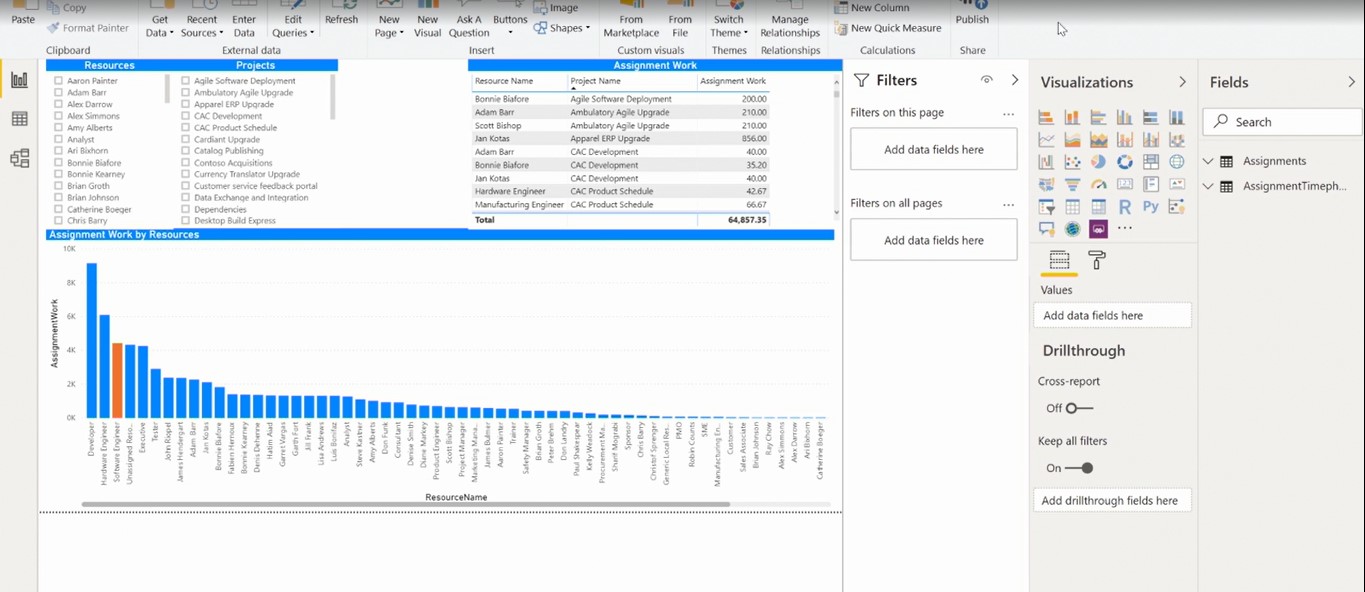 Paste
Copy
Format Painter
Clipboard
Get Data
Recent Sources
Enter Data
Edit Queries
Refresh
External data
New Page
New Visual
Ask A Question
Buttons
Image
Shapes
Insert
From Marketplace
From File
Custom visuals
Switch Theme
Themes
Manage Relationships
Relationships
New Column
New Quick Measure
Calculations
Publish
Share
Resources
Aaron Painter
Adam Barr
Alex Darrow
Alex Simmons
Amy Alberts
Analyst
Ari Bixhorn
Bonnie Biafore
Bonnie Kearney
Brian Groth
Brian Johnson
Catherine Boeger
Chris Barry
Projects
Agile Software Deployment
Ambulatory Agile Upgrade
Apparel ERP Upgrade
CAC Development
CAC Product Schedule
Cardiant Upgrade
Catalog Publishing
Contoso Acquisitions
Currency Translator Upgrade
Customer service feedback portal
Data Exchange and Integration
Dependencies
Desktop Build Express
Assignment Work
Resource Name Project Name Assignment Work
Bonnie Biafore Agile Software Deployment 200.00
Adam Barr Ambulatory Agile Upgrade 210.00
Scott Bishop Ambulatory Agile Upgrade 210.00
Jan Kotas Apparel ERP Upgrade 856.00
Adam Barr CAC Development 40.00
Bonnie Biafore CAC Development 35.20
Jan Kotas CAC Development 40.00
Hardware Engineer CAC Product Schedule 42.67
Manufacturing Engineer CAC Product Schedule 66.67
Total 64,857.35
Assignment Work by Resources
AssignmentWork
10K
8K
6K
4K
2K
0K
Developer
Hardware Engineer
Software Engineer
Unassigned Reso...
Executive
Tester
John Riopel
James Hendergart
Adam Barr
Jan Kotas
Bonnie Biafore
Fabien Hernoux
Bonnie Kearney
Denis Dehenne
Hatim Aiad
Garret Vargas
Garth Fort
Jill Frank
Lisa Andrews
Luis Bonifaz
Analyst
Steve Kastner
Amy Alberts
Don Funk
Consultant
Denise Smith
Diane Markey
Product Engineer
Scott Bishop
Project Manager
Marketing Mana...
James Bulmer
Aaron Painter
Trainer
Safety Manager
Brian Groth
Peter Brehm
Don Landry
Paul Shakespear
Kelly Weadock
Procurement Ma...
Sharif Mograbi
Sponsor
Chris Barry
Christof Sprenger
Generic Local Res...
PMO
Robin Counts
SME
Manufacturing En...
Customer
Sales Associate
Brian Johnson
Ray Chow
Alex Simmons
Alex Darrow
Ari Bixhorn
Catherine Boeger
ResourceName
Filters
Filters on this page ...
Add data fields here
Filters on all pages ...
Add data fields here
Visualizations
R
Py
...
Values
Add data fields here
Drillthrough
Cross-report
Off
Keep all filters
On
Add drillthrough fields here
Fields
Search
Assignments
AssignmentTimeph...